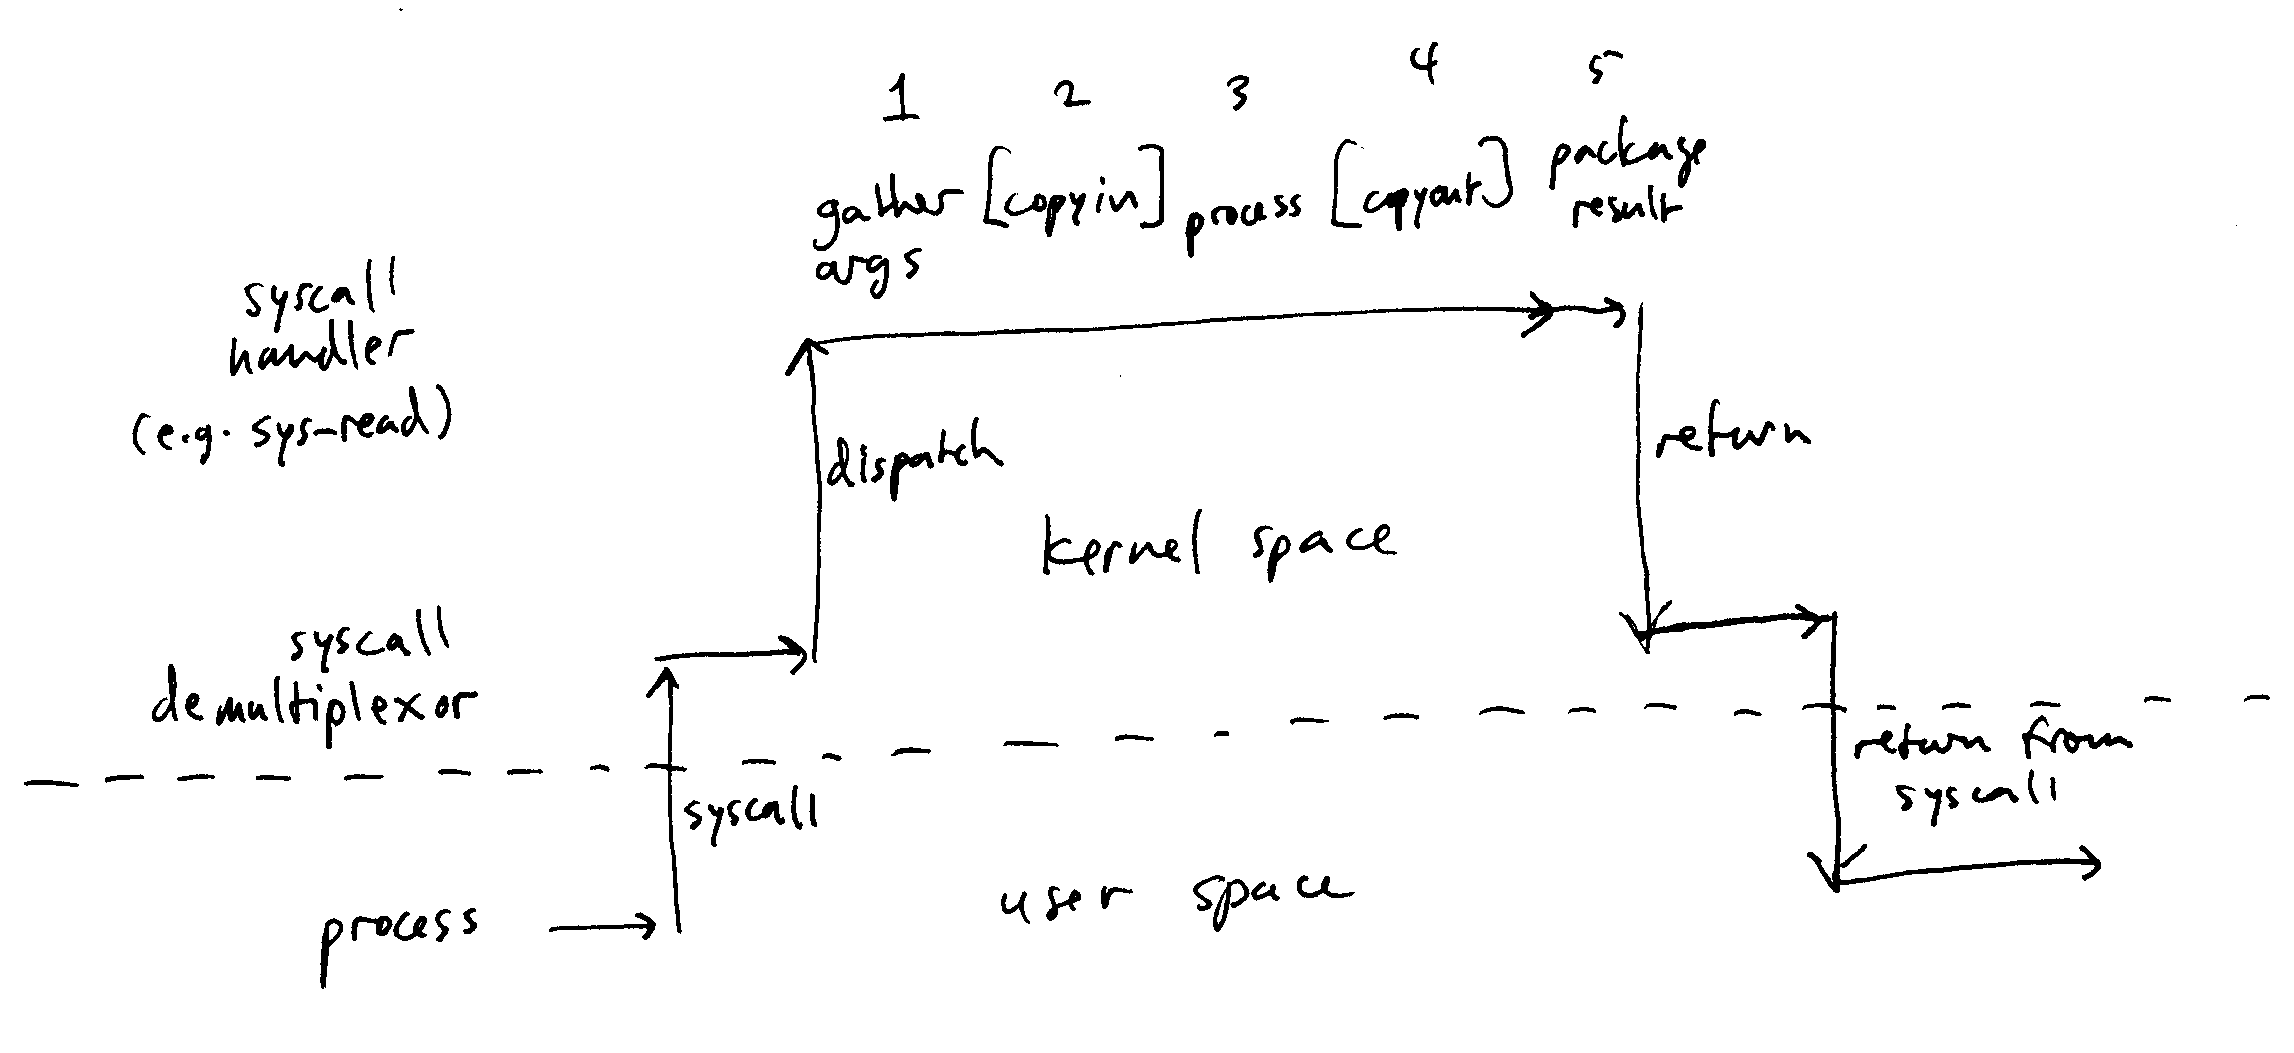 1 2 3 4 5
gather [copyin] process [copyout] package
args result
syscall
handler
(e.g. sys-read)
dispatch
return
kernel space
syscall
demultiplexor
return from
syscall
syscall
user space
process